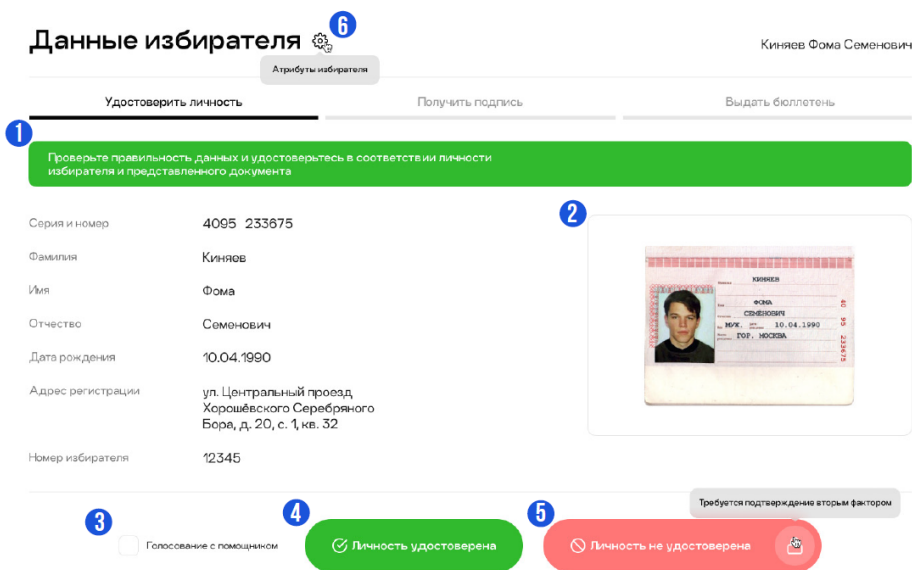 6
Данные избирателя
Киняев Фома Семенович
Атрибуты избирателя
Удостоверить личность
Получить подпись
Выдать бюллетень
1
Проверьте правильность данных и удостоверьтесь в соответствии личности
избирателя и представленного документа
Серия и номер 4095 233675
Фамилия Киняев
Имя Фома
Отчество Семенович
Дата рождения 10.04.1990
Адрес регистрации ул. Центральный проезд
Хорошёвского Серебряного
Бора, д. 20, с. 1, кв. 32
Номер избирателя 12345
2
КИНЯЕВ
ФОМА
СЕМЕНОВИЧ
МУЖ. 10.04.1990
ГОР. МОСКВА
40 95 233675
Требуется подтверждение вторым фактором
3
Голосование с помощником
4
Личность удостоверена
5
Личность не удостоверена